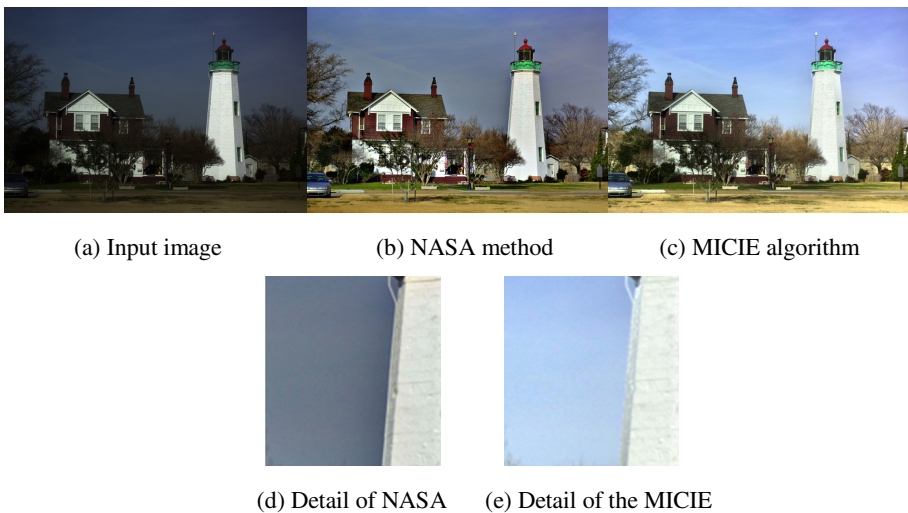 (a) Input image
(b) NASA method
(c) MICIE algorithm
(d) Detail of NASA
(e) Detail of the MICIE